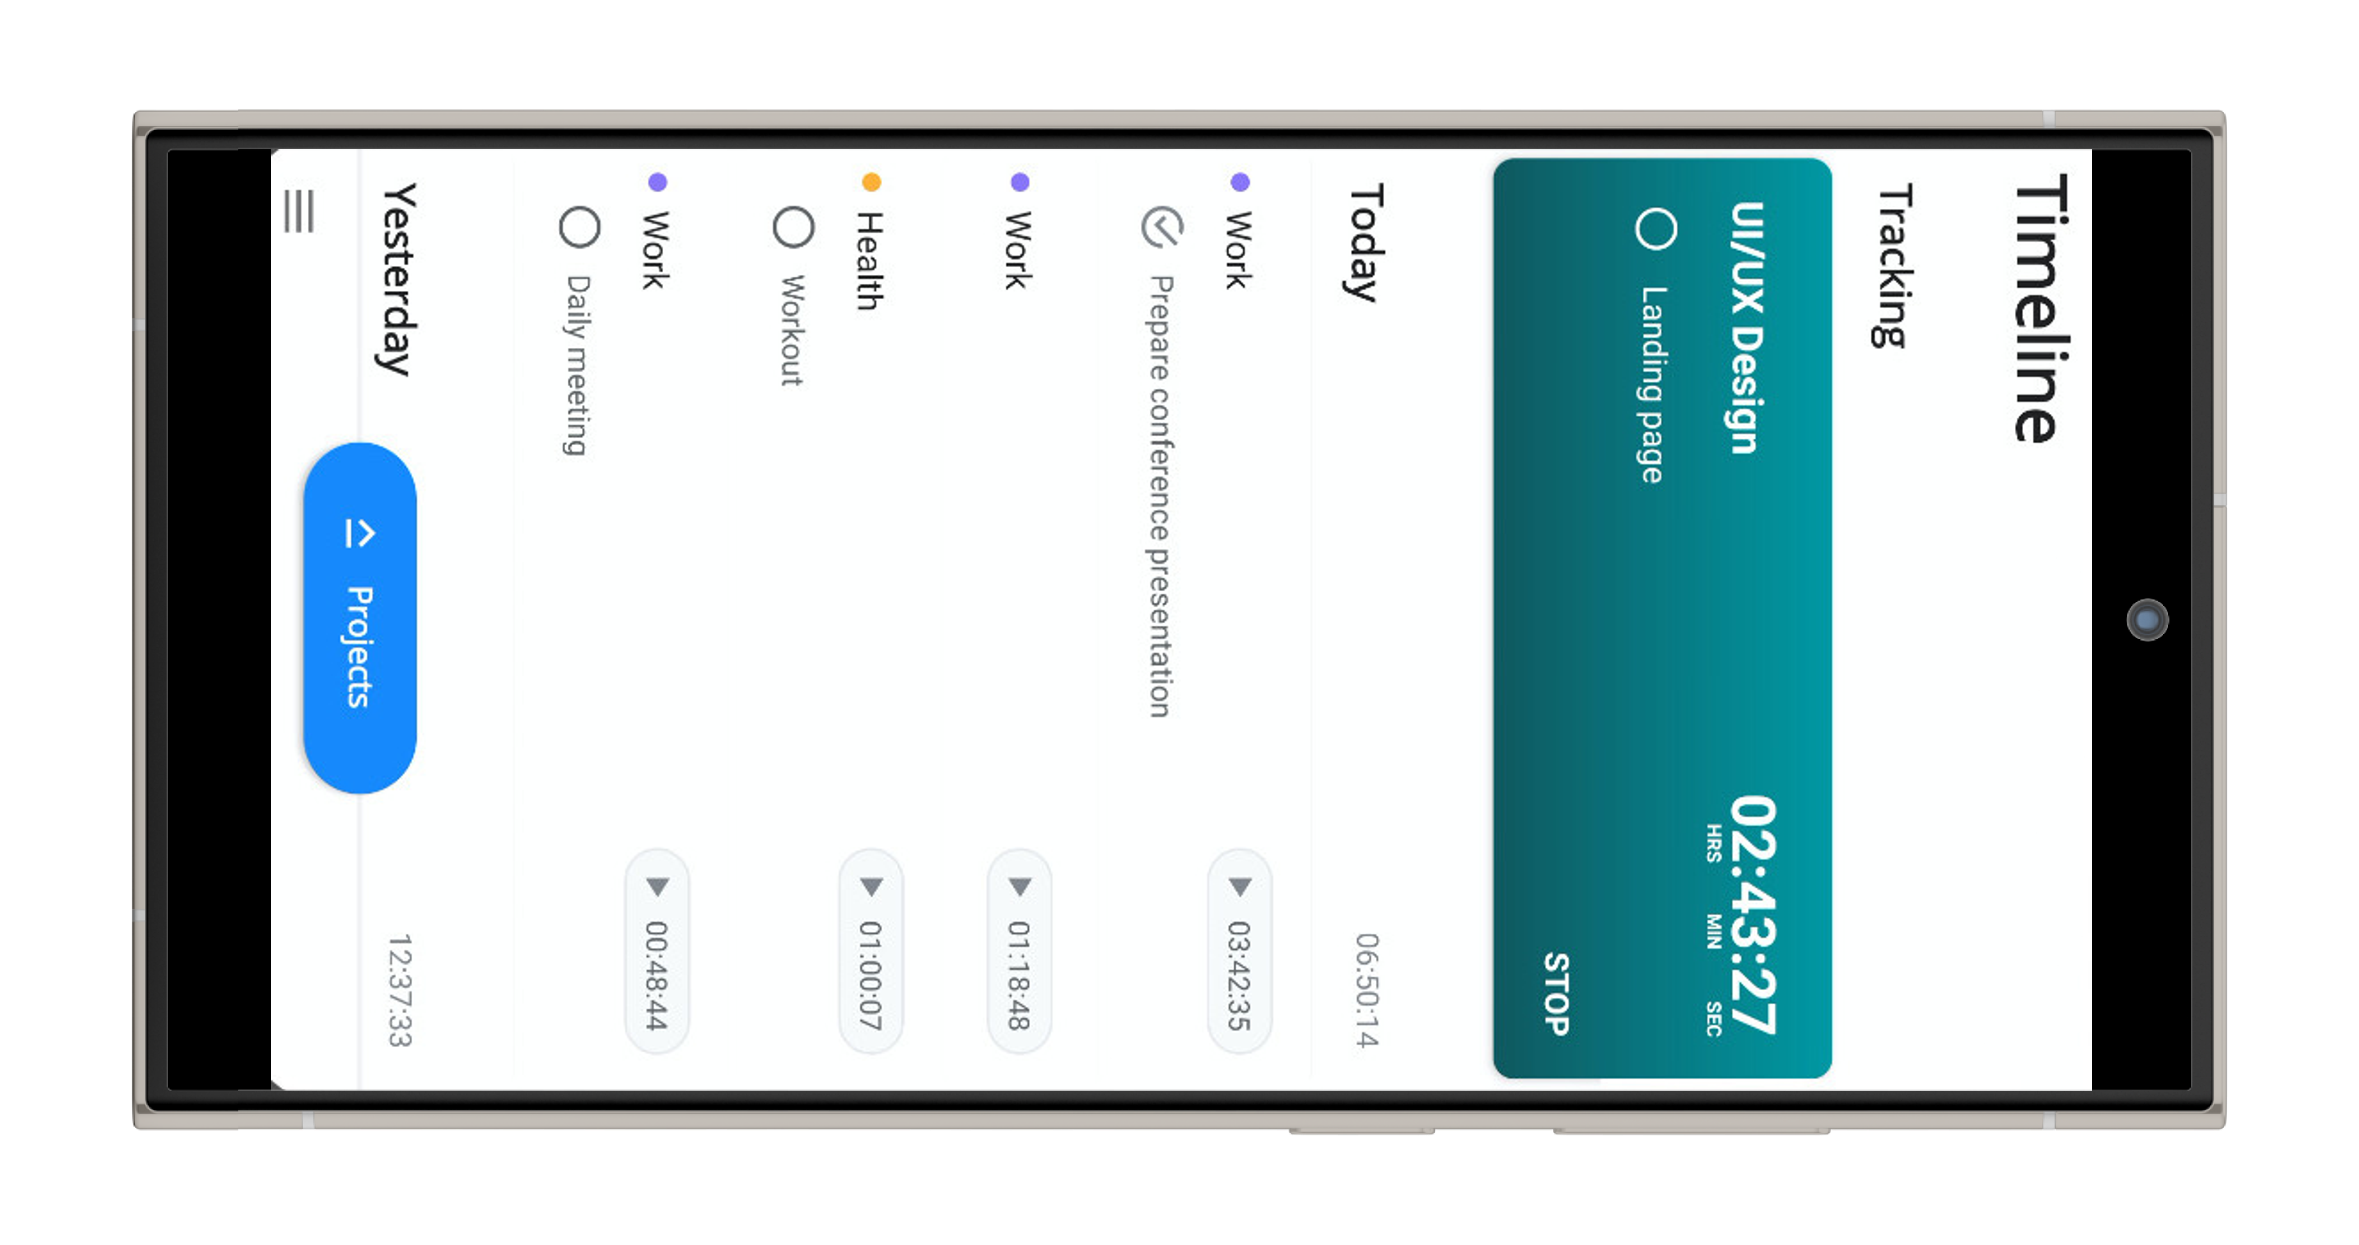 Timeline
Tracking
UI/UX Design 02:43:27
HRS MIN SEC
Landing page
STOP
Today 06:50:14
Work 03:42:35
Prepare conference presentation
Work 01:18:48
Health 01:00:07
Workout
Work 00:48:44
Daily meeting
Yesterday 12:37:33
Projects